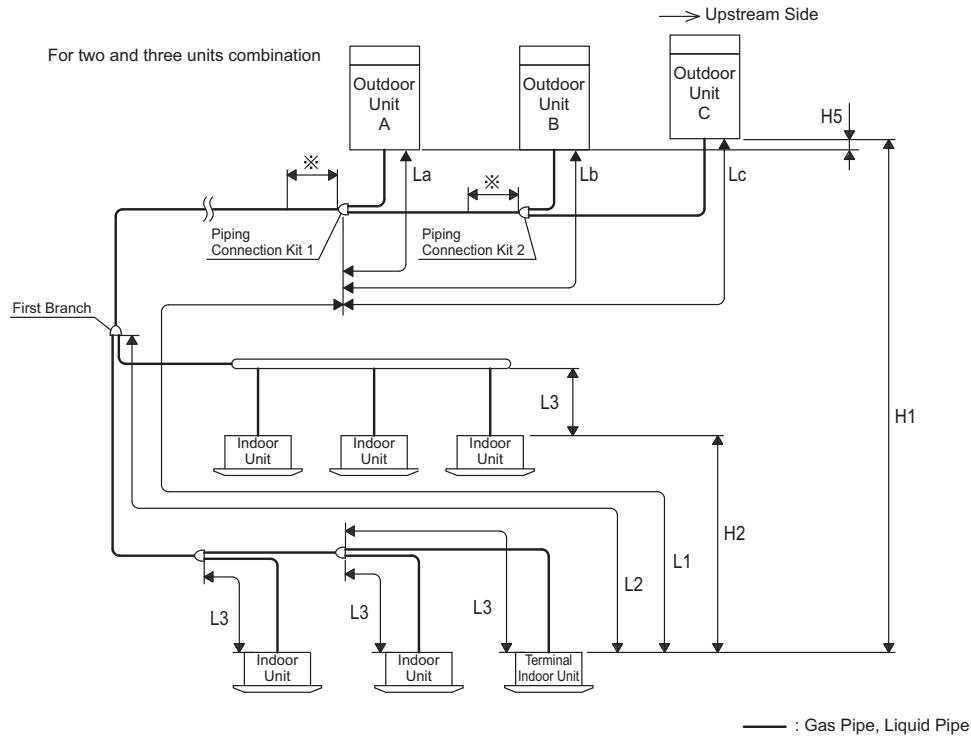 Upstream Side
For two and three units combination
Outdoor
Unit
A
Outdoor
Unit
B
Outdoor
Unit
C
H5
※
La
※
Lb
Lc
Piping
Connection Kit 1
Piping
Connection Kit 2
First Branch
L3
H1
Indoor
Unit
Indoor
Unit
Indoor
Unit
H2
L1
L2
L3
L3
L3
Indoor
Unit
Indoor
Unit
Terminal
Indoor Unit
: Gas Pipe, Liquid Pipe